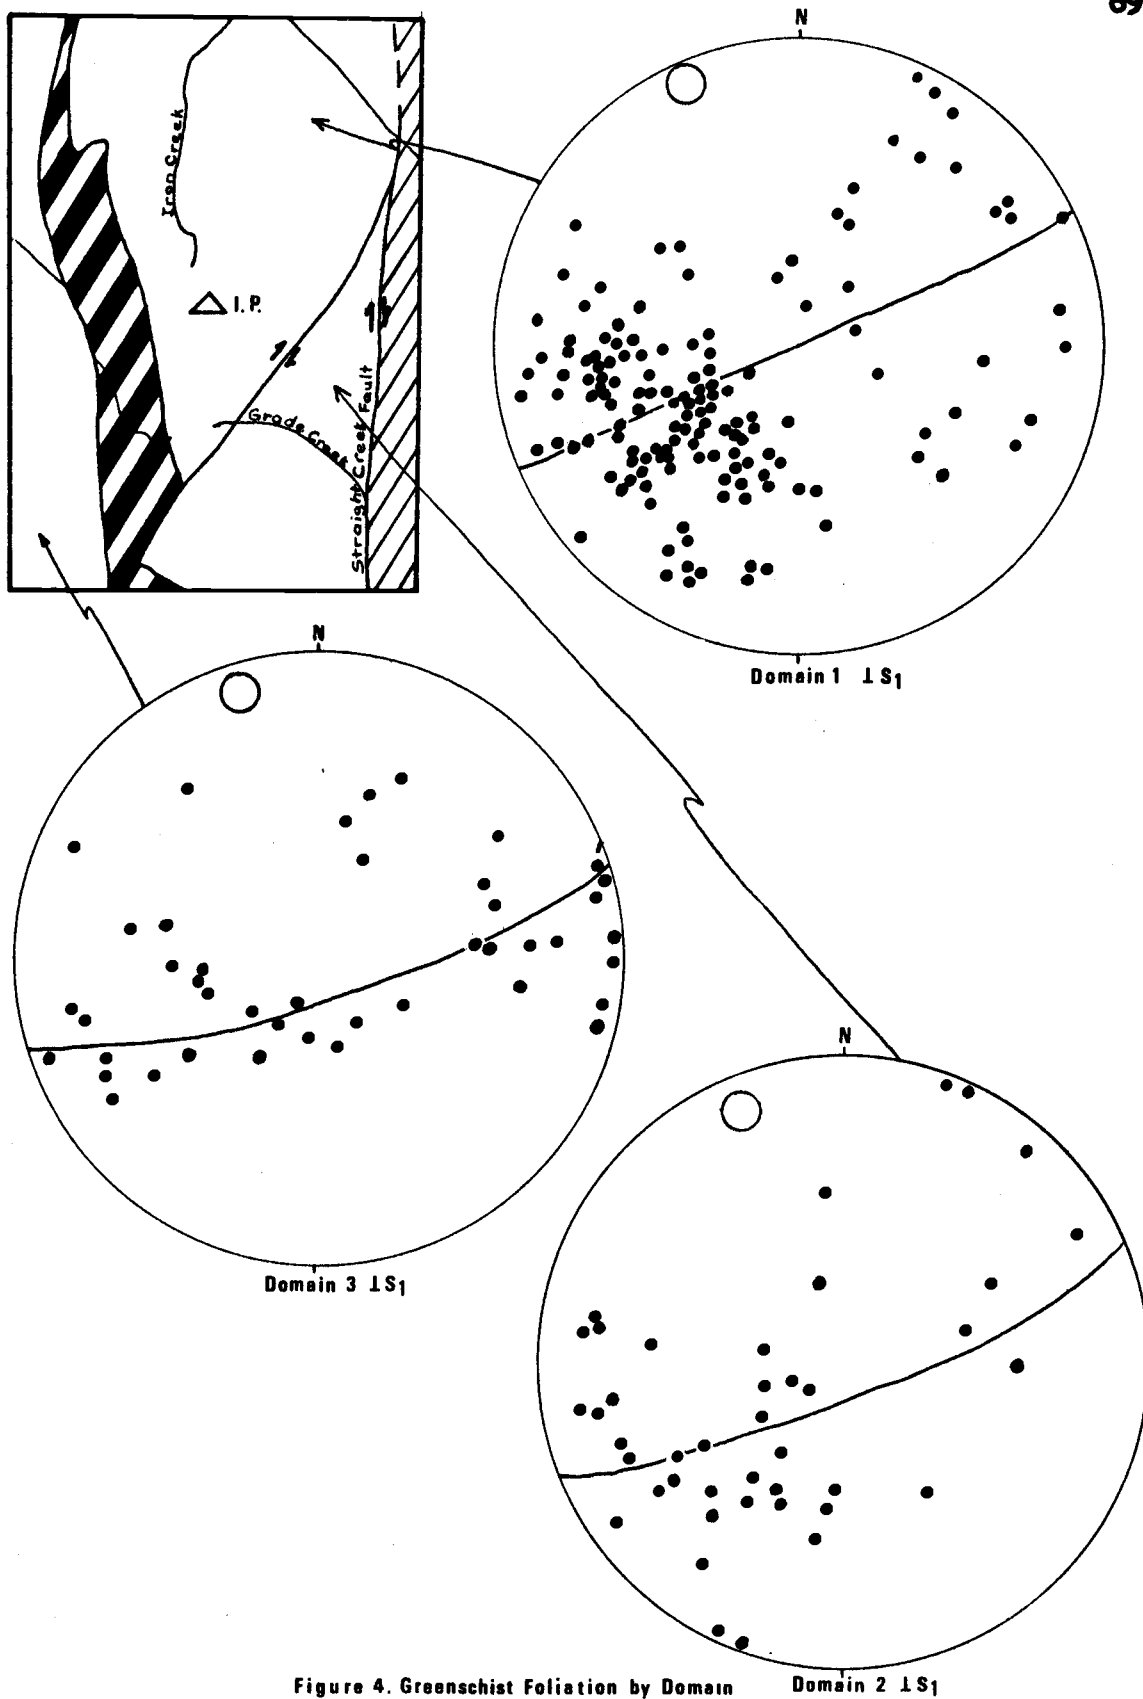 69
N
Iron Creek
I.P.
Grade Creek
Straight Creek Fault
Domain 1 ⊥S₁
N
Domain 3 ⊥S₁
N
Domain 2 ⊥S₁
Figure 4. Greenschist Foliation by Domain